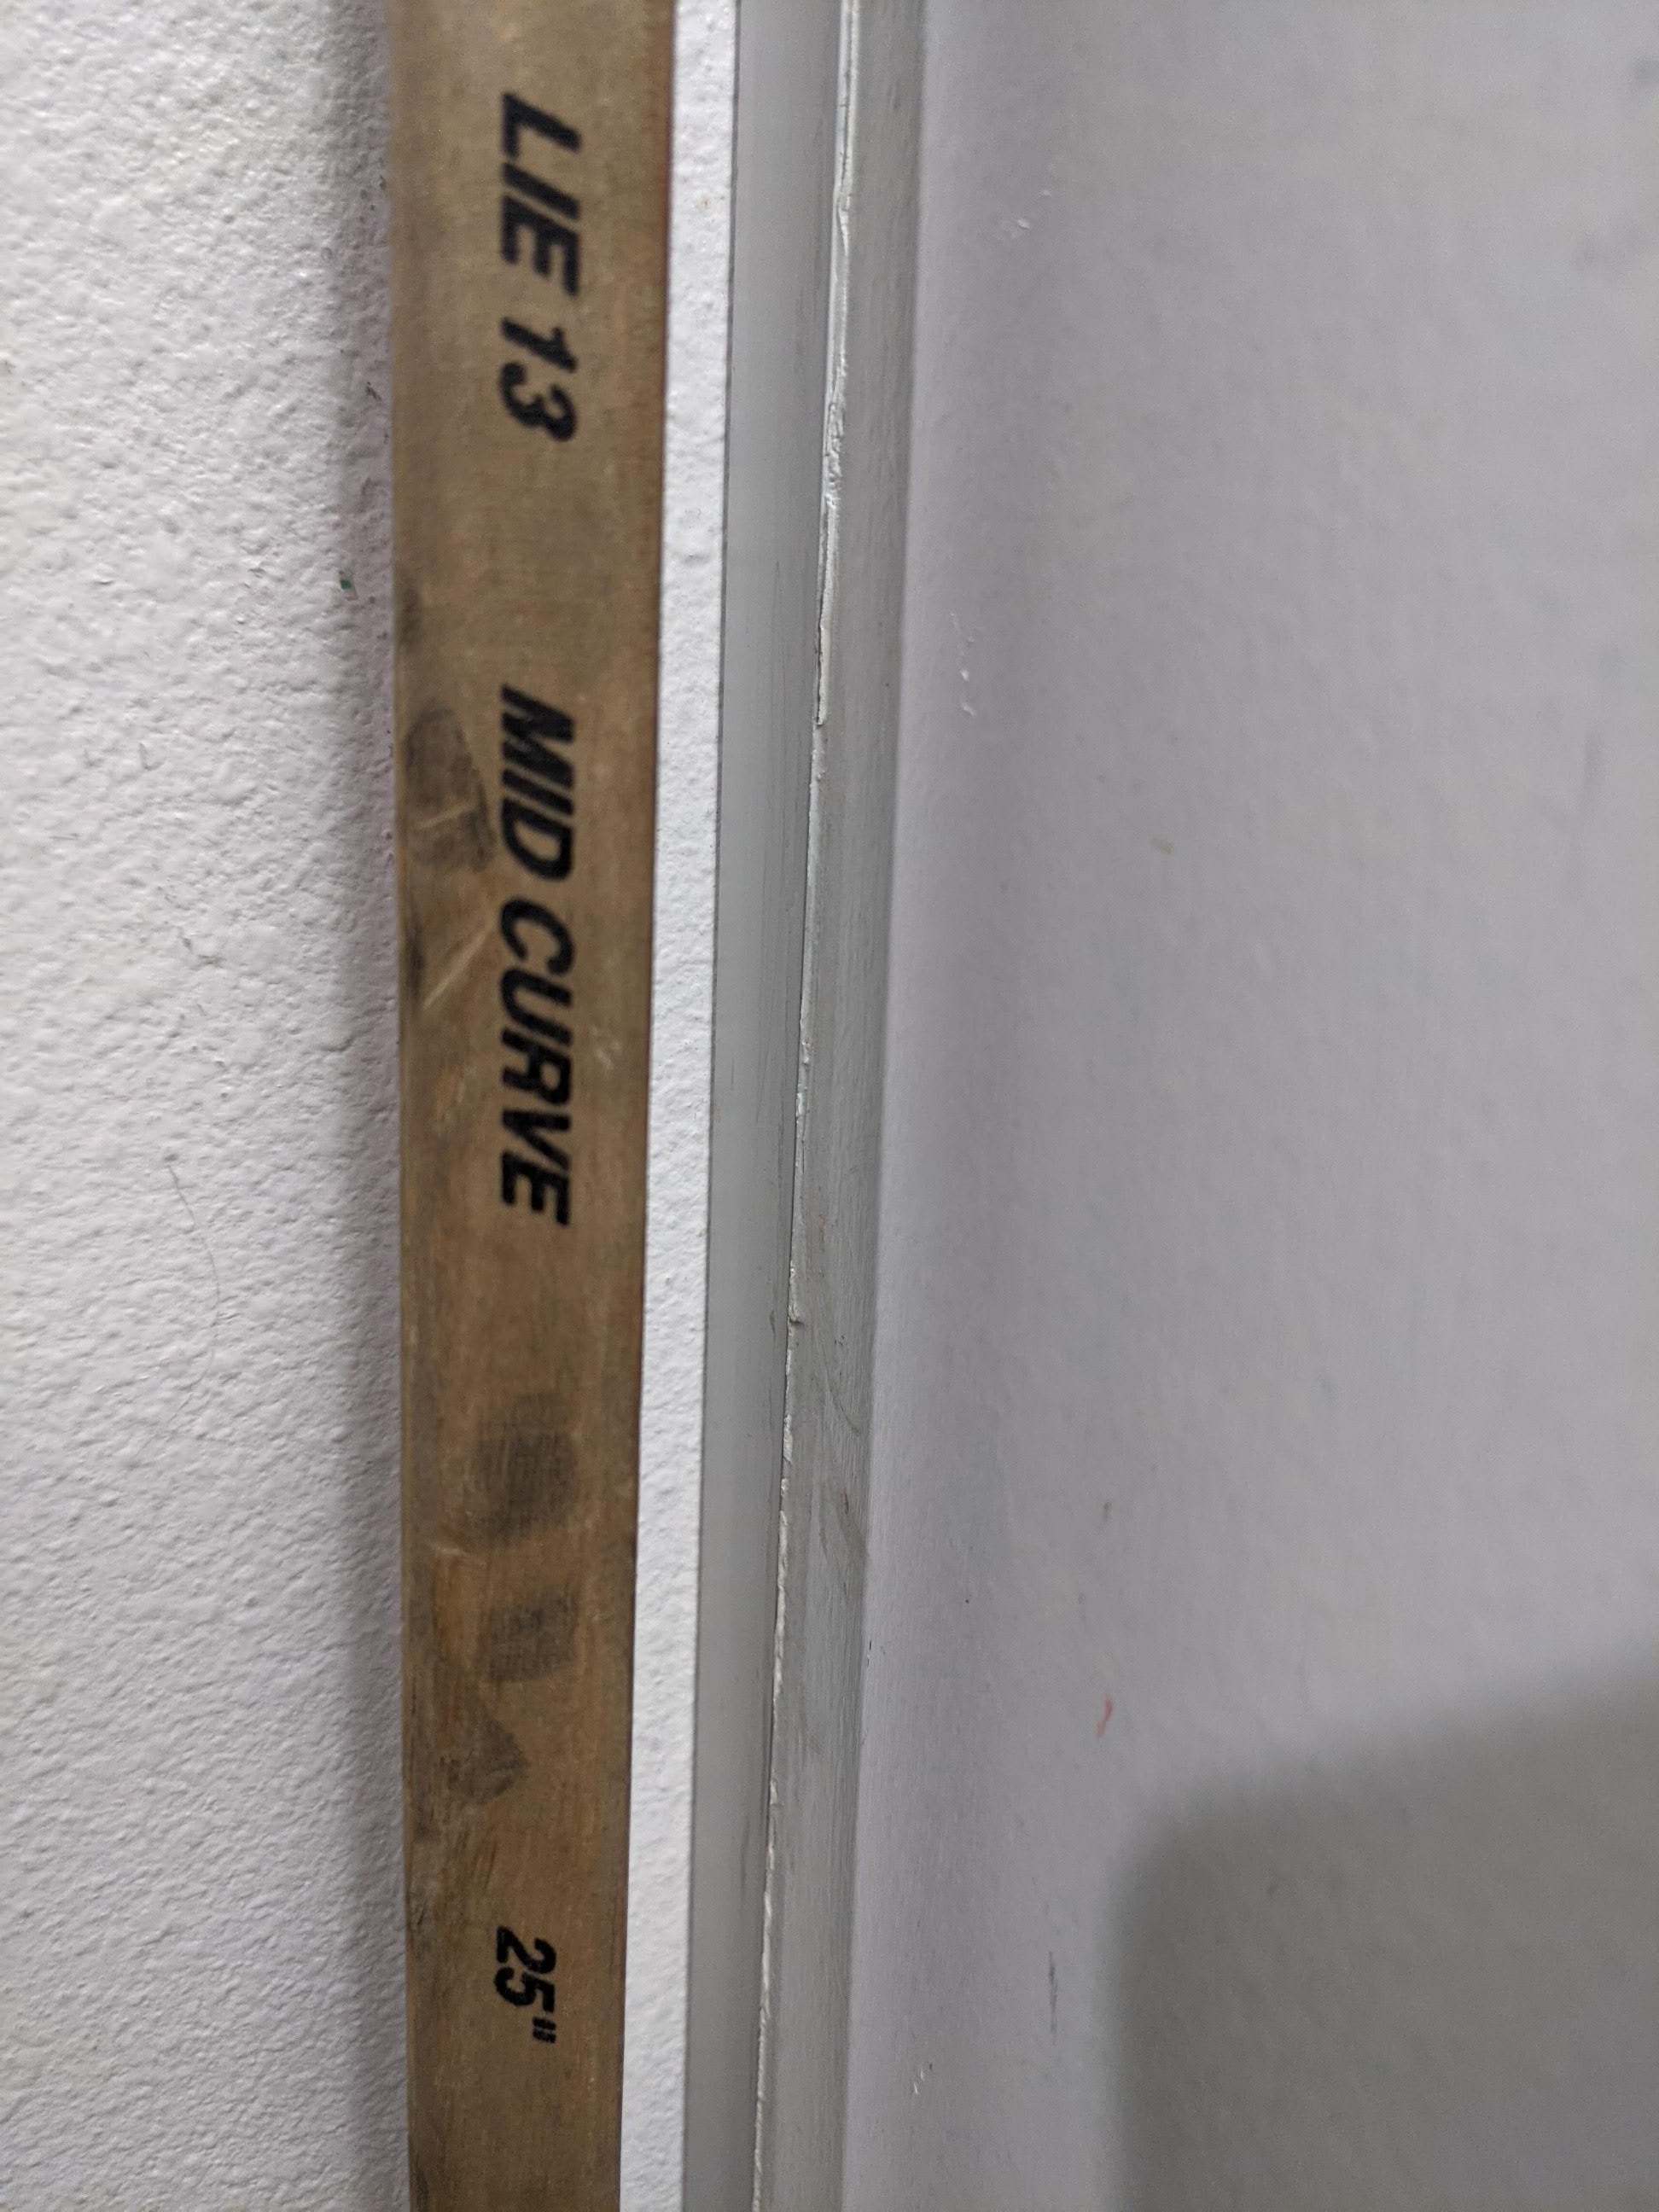 LIE 13 MID CURVE 25"